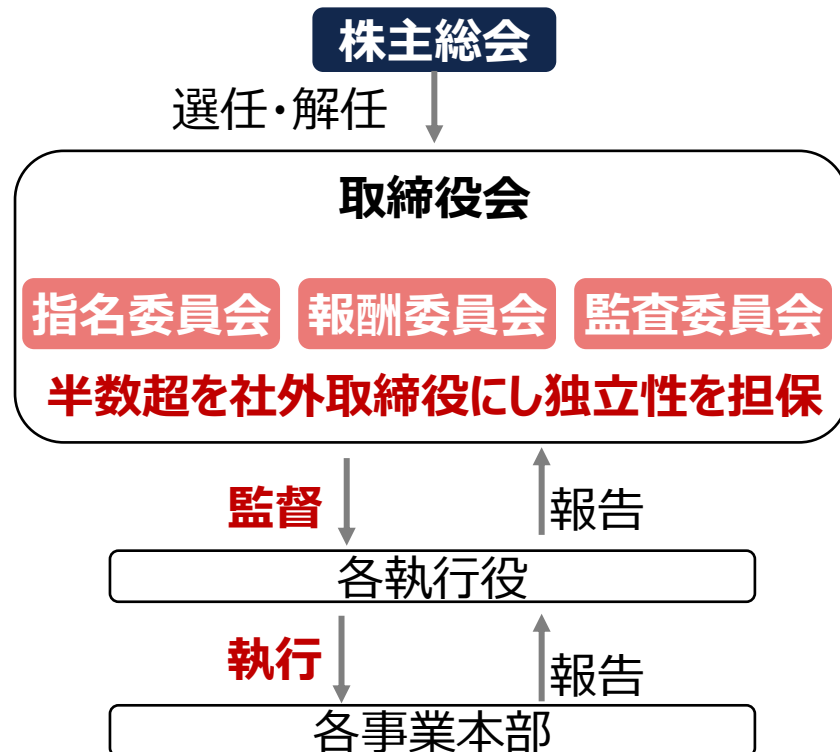 株主総会
選任・解任
取締役会
指名委員会 報酬委員会 監査委員会
半数超を社外取締役にし独立性を担保
監督 報告
各執行役
執行 報告
各事業本部